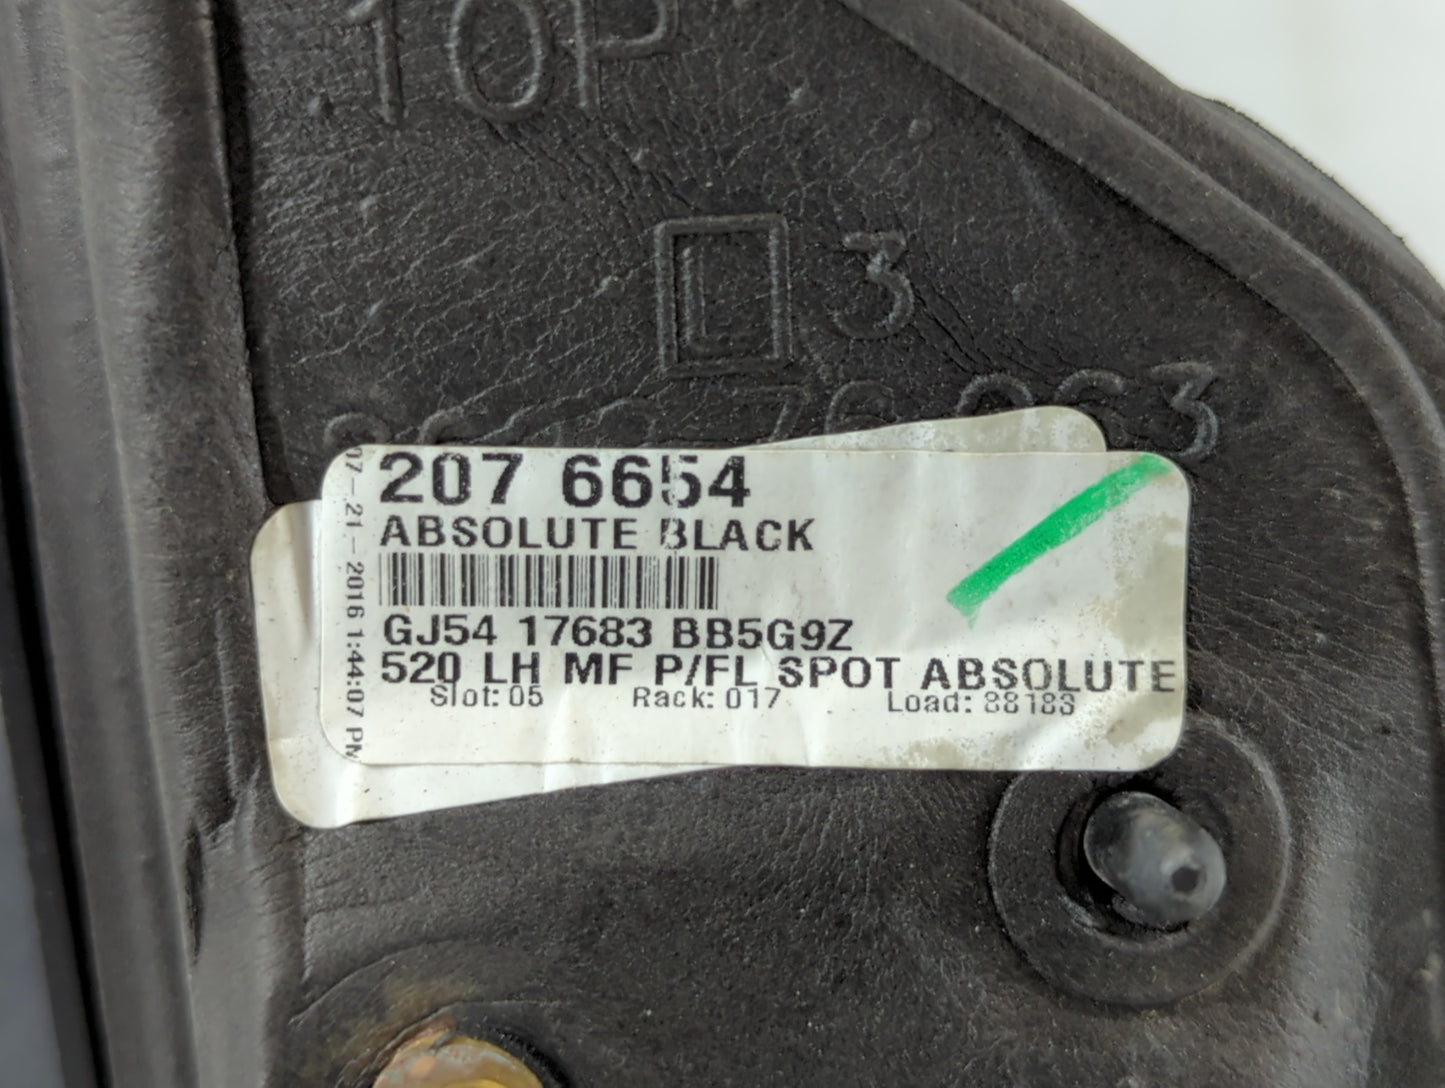 10P
L 3
207 6654
ABSOLUTE BLACK
GJ54 17683 BB5G9Z
520 LH MF P/FL SPOT ABSOLUTE
Slot: 05 Rack: 017 Load: 88183
07-21-2016 1:44:07 PM